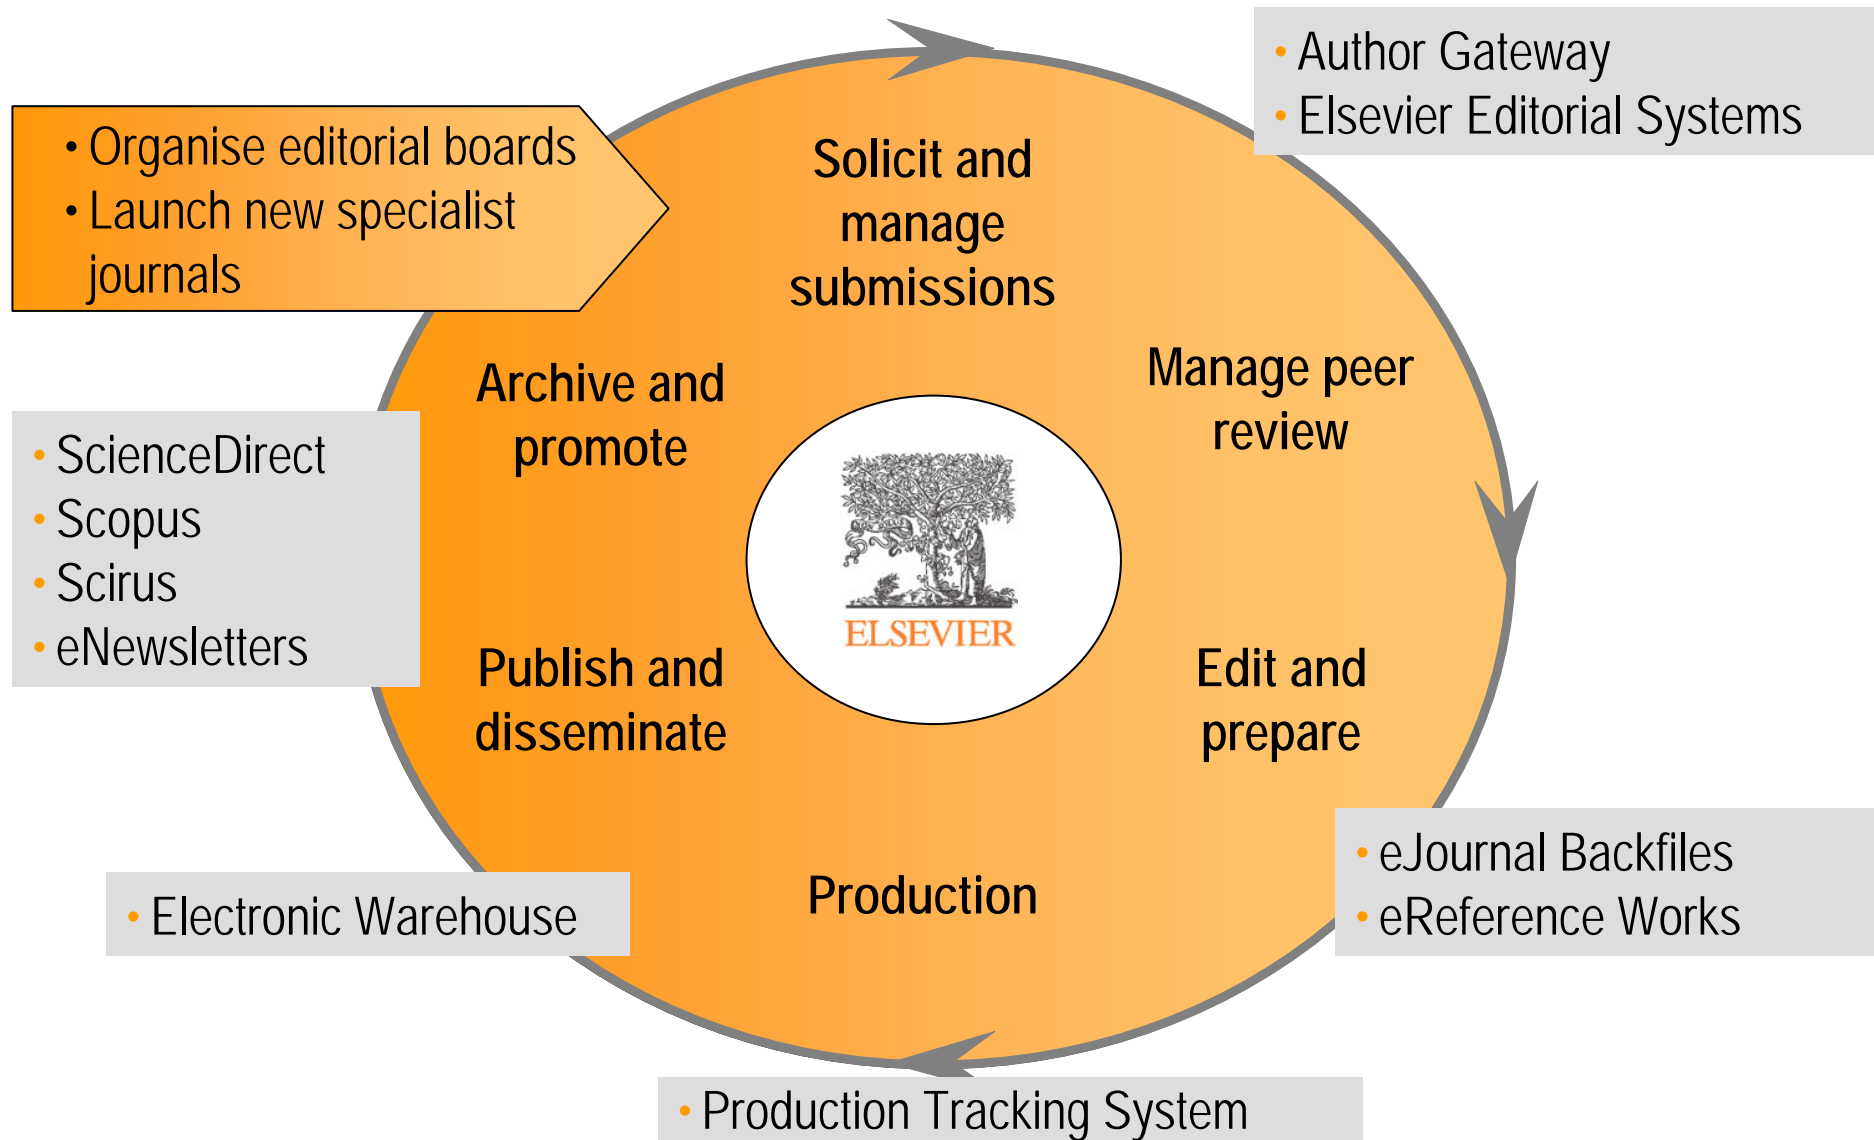 • Author Gateway
• Elsevier Editorial Systems
• Organise editorial boards
• Launch new specialist
journals
Solicit and
manage
submissions
Manage peer
review
Archive and
promote
• ScienceDirect
• Scopus
• Scirus
• eNewsletters
ELSEVIER
Publish and
disseminate
Edit and
prepare
• eJournal Backfiles
• eReference Works
Production
• Electronic Warehouse
• Production Tracking System